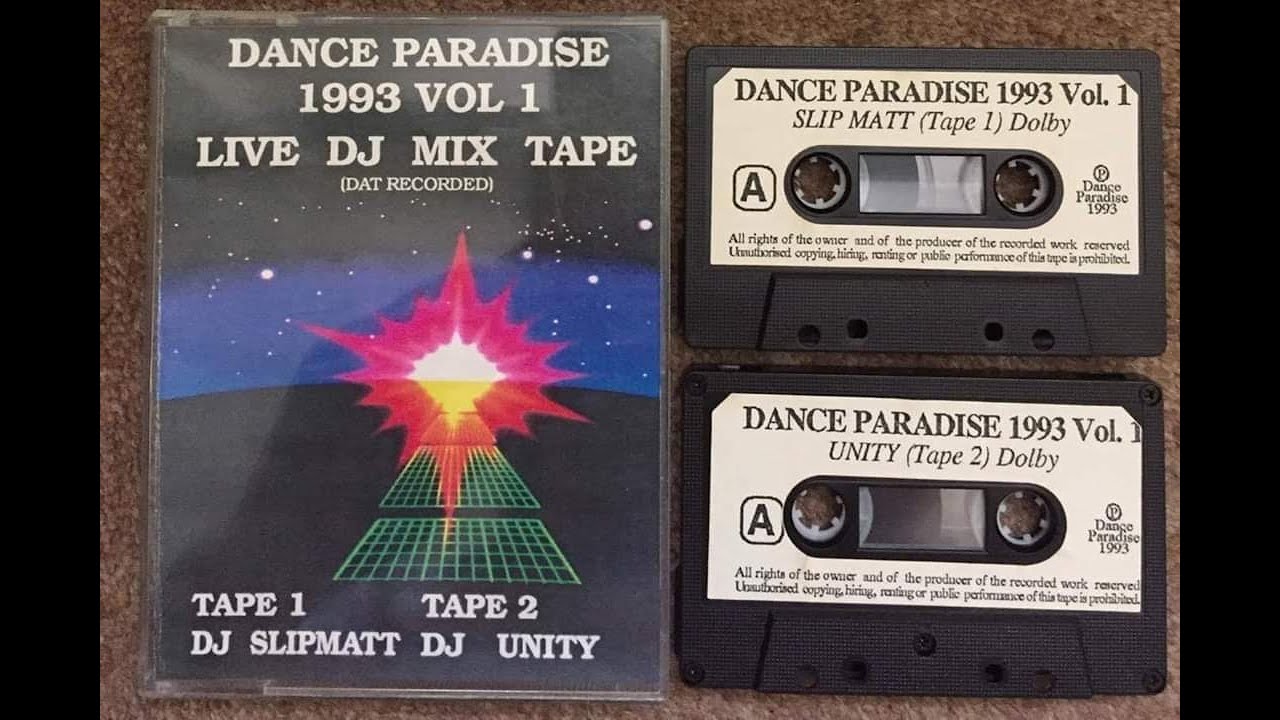 DANCE PARADISE
1993 VOL 1
LIVE DJ MIX TAPE
(DAT RECORDED)
TAPE 1 TAPE 2
DJ SLIPMATT DJ UNITY
DANCE PARADISE 1993 Vol. 1
SLIP MATT (Tape 1) Dolby
A
Ⓟ
Dance
Paradise
1993
All rights of the owner and of the producer of the recorded work reserved
Unauthorised copying, hiring, renting or public performance of this tape is prohibited.
DANCE PARADISE 1993 Vol. 1
UNITY (Tape 2) Dolby
A
Ⓟ
Dance
Paradise
1993
All rights of the owner and of the producer of the recorded work reserved
Unauthorised copying, hiring, renting or public performance of this tape is prohibited.